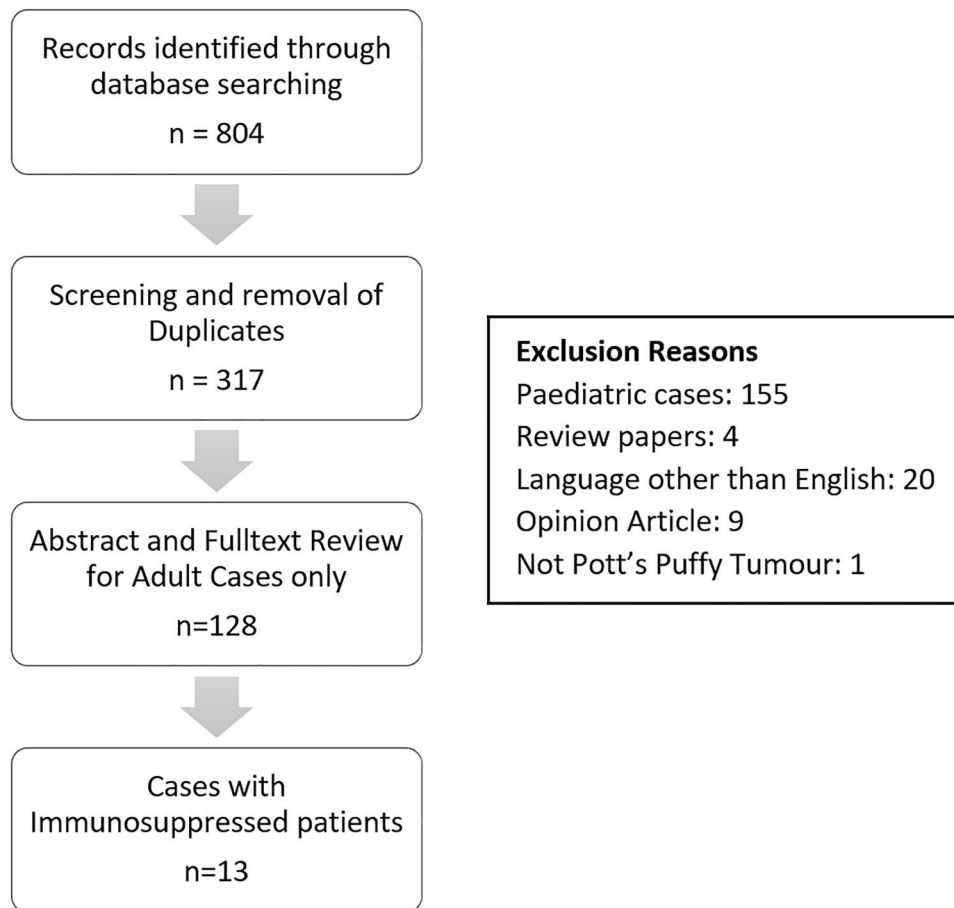 Records identified through
database searching
n = 804
Screening and removal of
Duplicates
n = 317
Abstract and Fulltext Review
for Adult Cases only
n=128
Cases with
Immunosuppressed patients
n=13
Exclusion Reasons
Paediatric cases: 155
Review papers: 4
Language other than English: 20
Opinion Article: 9
Not Pott's Puffy Tumour: 1